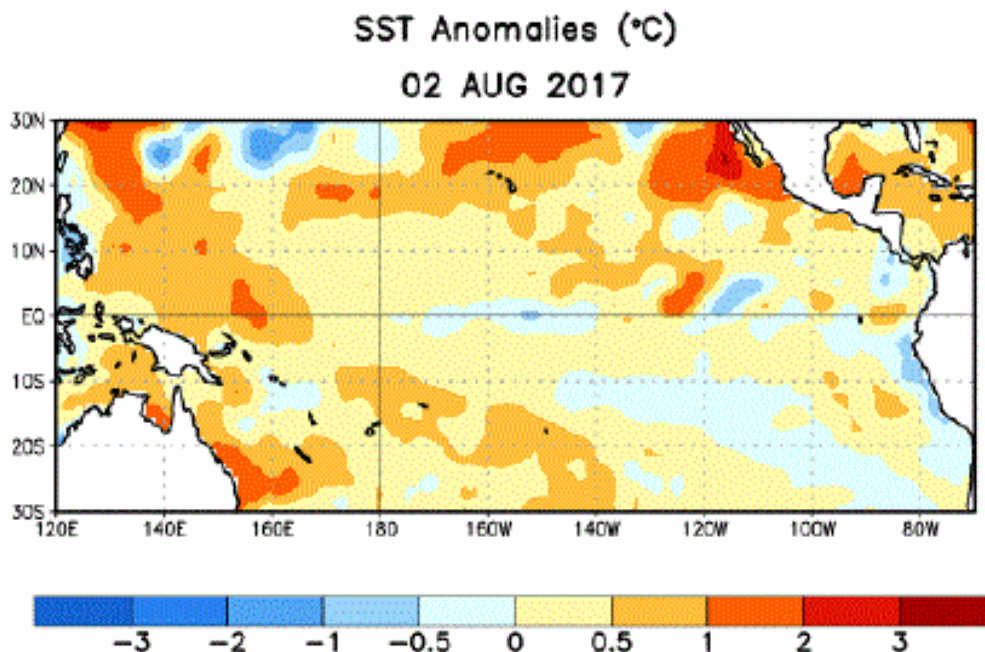 SST Anomalies (°C)
02 AUG 2017
30N
20N
10N
EQ
10S
20S
30S
120E 140E 160E 180 160W 140W 120W 100W 80W
-3 -2 -1 -0.5 0 0.5 1 2 3